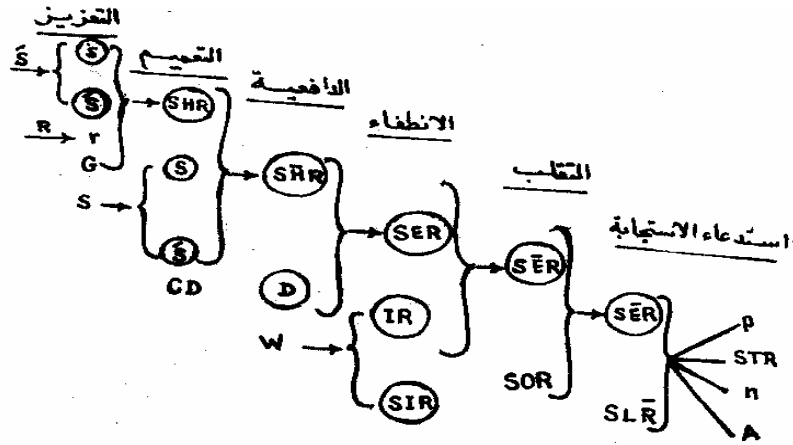 التعزيز
التعميم
الدافعية
الانطفاء
التقلب
استدعاء الاستجابة
Ṡ
ṡ
Ṡ
SHR
R
r
G
S
S
Ṡ
CD
SH̄R
D
W
SER
IR
SIR
SĒR
SOR
SĒR
SLR̄
p
STR
n
A